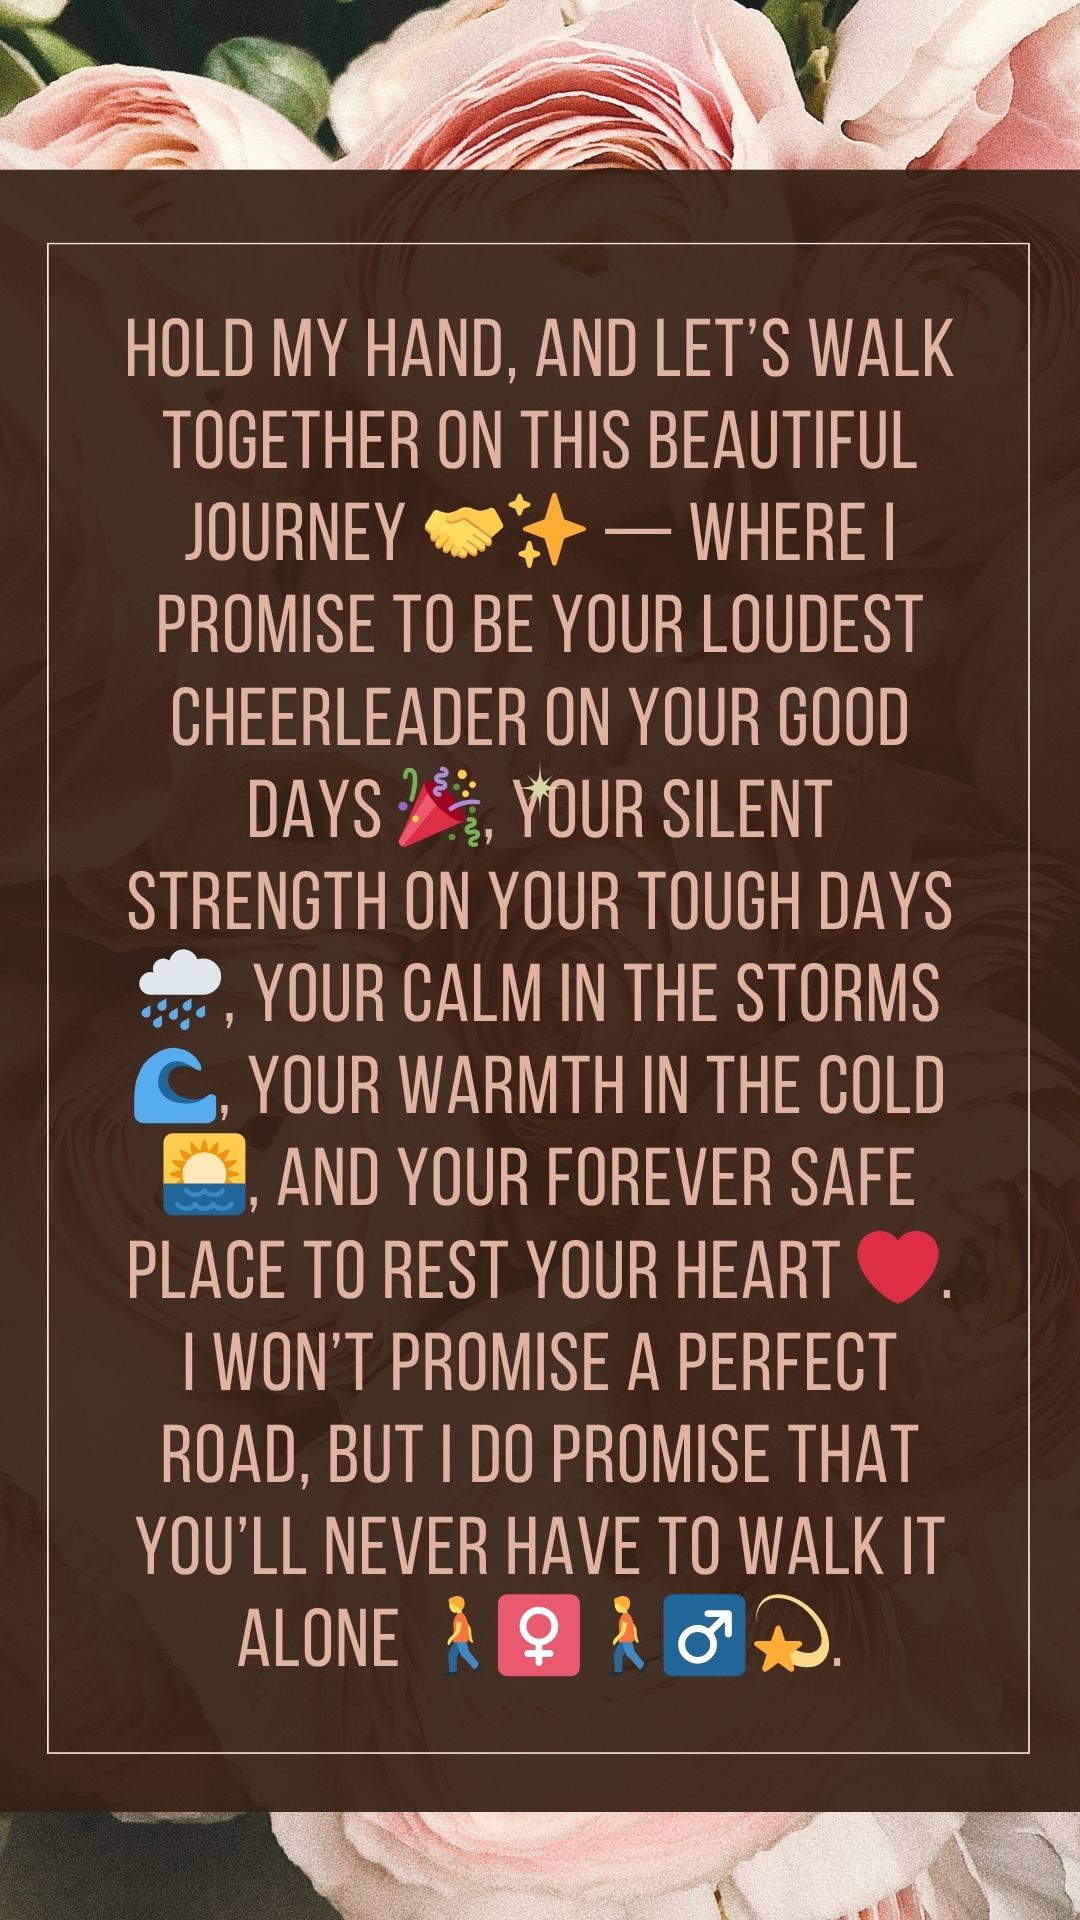 HOLD MY HAND, AND LET’S WALK
TOGETHER ON THIS BEAUTIFUL
JOURNEY 🤝✨ — WHERE I
PROMISE TO BE YOUR LOUDEST
CHEERLEADER ON YOUR GOOD
DAYS 🎉, YOUR SILENT
STRENGTH ON YOUR TOUGH DAYS
🌧️, YOUR CALM IN THE STORMS
🌊, YOUR WARMTH IN THE COLD
🌅, AND YOUR FOREVER SAFE
PLACE TO REST YOUR HEART ❤️.
I WON’T PROMISE A PERFECT
ROAD, BUT I DO PROMISE THAT
YOU’LL NEVER HAVE TO WALK IT
ALONE 🚶♀️🚶♂️💫.